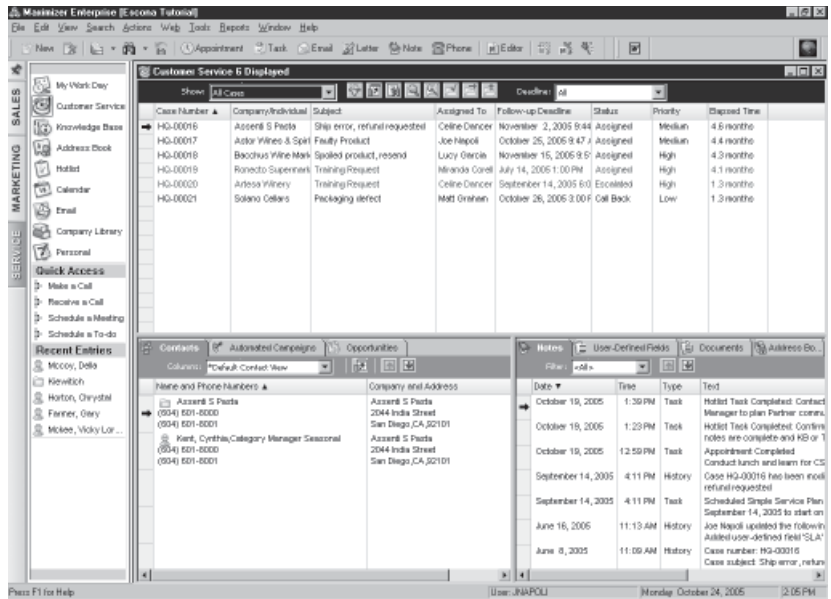 Maximizer Enterprise [Escona Tutorial]
File Edit View Search Actions Web Tools Reports Window Help
New Appointment Task Email Letter Note Phone Editor
SALES
MARKETING
SERVICE
My Work Day
Customer Service
Knowledge Base
Address Book
Hotlist
Calendar
Email
Company Library
Personal
Quick Access
Make a Call
Receive a Call
Schedule a Meeting
Schedule a To-do
Recent Entries
Mccoy, Della
Kiewitich
Horton, Chrystal
Farmer, Gary
Mckee, Vicky Lor...
Customer Service 6 Displayed
Show: All Cases Deadline: All
Case Number ▲ Company/Individual Subject Assigned To Follow-up Deadline Status Priority Elapsed Time
HQ-00016 Assenti S Pasta Ship error, refund requested Celine Dancer November 2, 2005 9:44 Assigned Medium 4.6 months
HQ-00017 Astor Wines & Spiri Faulty Product Joe Napoli October 25, 2005 9:47 A Assigned Medium 4.4 months
HQ-00018 Bacchus Wine Mark Spoiled product, resend Lucy Garcia November 15, 2005 9:5 Assigned High 4.3 months
HQ-00019 Ronecto Supermark Training Request Miranda Corell July 14, 2005 1:00 PM Assigned High 4.1 months
HQ-00020 Artesa Winery Training Request Celine Dancer September 14, 2005 6:0 Escalated High 1.3 months
HQ-00021 Solano Cellars Packaging defect Matt Graham October 26, 2005 3:00 P Call Back Low 1.3 months
Contacts Automated Campaigns Opportunities
Columns: *Default Contact View
Name and Phone Numbers ▲ Company and Address
Assenti S Pasta Assenti S Pasta
(604) 601-8000 2044 India Street
(604) 601-8001 San Diego,CA,92101
Kent, Cynthia,Category Manager Seasonal Assenti S Pasta
(604) 601-8000 2044 India Street
(604) 601-8001 San Diego,CA,92101
Notes User-Defined Fields Documents Address Bo...
Filter: <All>
Date ▼ Time Type Text
October 19, 2005 1:39 PM Task Hotlist Task Completed: Contact
Manager to plan Partner commu
October 19, 2005 1:23 PM Task Hotlist Task Completed: Confirm
notes are complete and KB or T
October 19, 2005 12:59 PM Task Appointment Completed
Conduct lunch and learn for CS
September 14, 2005 4:11 PM History Case HQ-00016 has been modi
refund requested
September 14, 2005 4:11 PM Task Scheduled Simple Service Plan
September 14, 2005 to start on
June 16, 2005 11:13 AM History Joe Napoli updated the followin
Added user-defined field 'SLA'
June 8, 2005 11:09 AM History Case number: HQ-00016
Case subject: Ship error, refun
Press F1 for Help User: JNAPOLI Monday October 24, 2005 2:05 PM